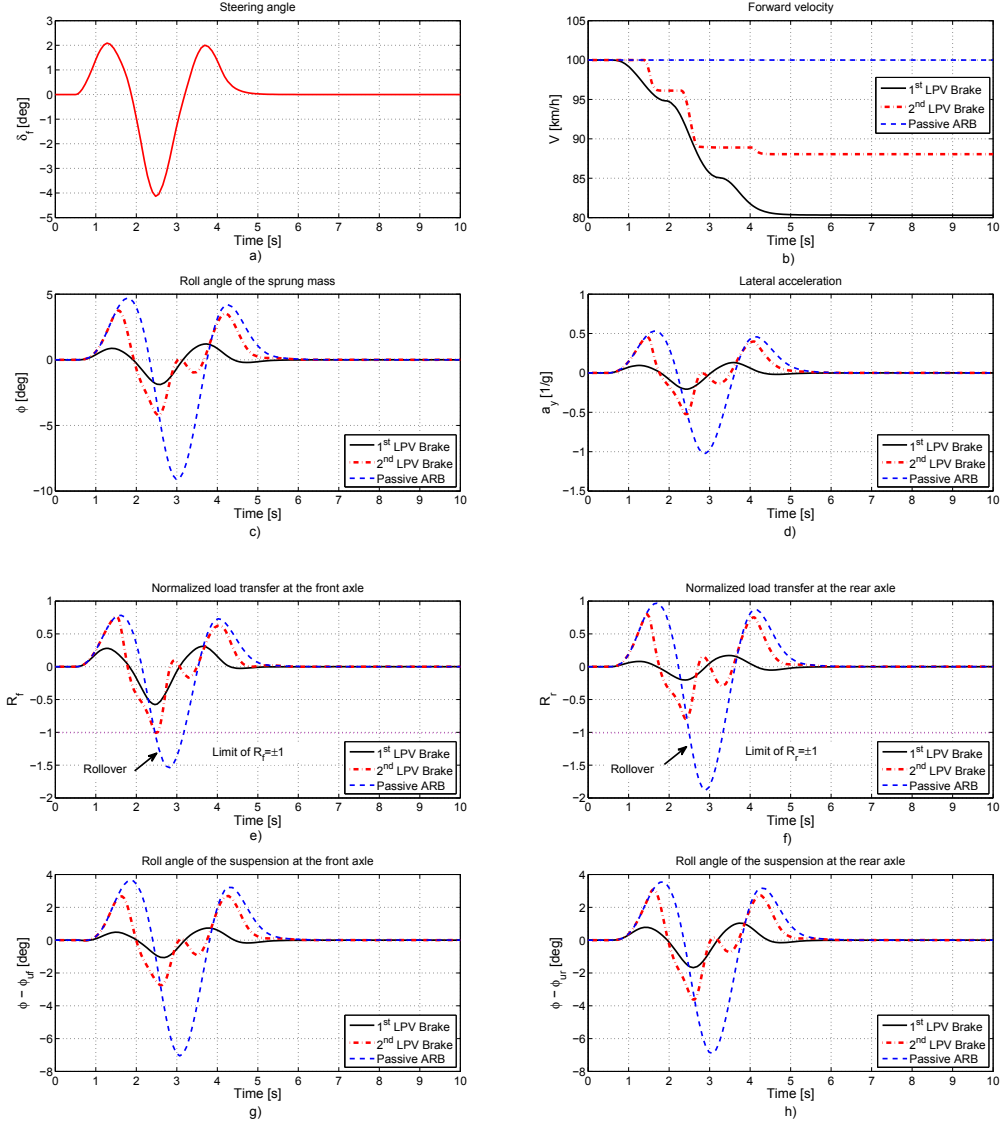 Steering angle
3
2
1
0
−1
−2
−3
−4
−5
δf [deg]
0 1 2 3 4 5 6 7 8 9 10
Time [s]
a)
Forward velocity
105
100
95
90
85
80
V [km/h]
1st LPV Brake
2nd LPV Brake
Passive ARB
0 1 2 3 4 5 6 7 8 9 10
Time [s]
b)
Roll angle of the sprung mass
5
0
−5
−10
ϕ [deg]
1st LPV Brake
2nd LPV Brake
Passive ARB
0 1 2 3 4 5 6 7 8 9 10
Time [s]
c)
Lateral acceleration
1
0.5
0
−0.5
−1
−1.5
ay [1/g]
1st LPV Brake
2nd LPV Brake
Passive ARB
0 1 2 3 4 5 6 7 8 9 10
Time [s]
d)
Normalized load transfer at the front axle
1
0.5
0
−0.5
−1
−1.5
−2
Rf
Rollover
Limit of Rf=±1
1st LPV Brake
2nd LPV Brake
Passive ARB
0 1 2 3 4 5 6 7 8 9 10
Time [s]
e)
Normalized load transfer at the rear axle
1
0.5
0
−0.5
−1
−1.5
−2
Rr
Rollover
Limit of Rr=±1
1st LPV Brake
2nd LPV Brake
Passive ARB
0 1 2 3 4 5 6 7 8 9 10
Time [s]
f)
Roll angle of the suspension at the front axle
4
2
0
−2
−4
−6
−8
ϕ − ϕuf [deg]
1st LPV Brake
2nd LPV Brake
Passive ARB
0 1 2 3 4 5 6 7 8 9 10
Time [s]
g)
Roll angle of the suspension at the rear axle
4
2
0
−2
−4
−6
−8
ϕ − ϕur [deg]
1st LPV Brake
2nd LPV Brake
Passive ARB
0 1 2 3 4 5 6 7 8 9 10
Time [s]
h)